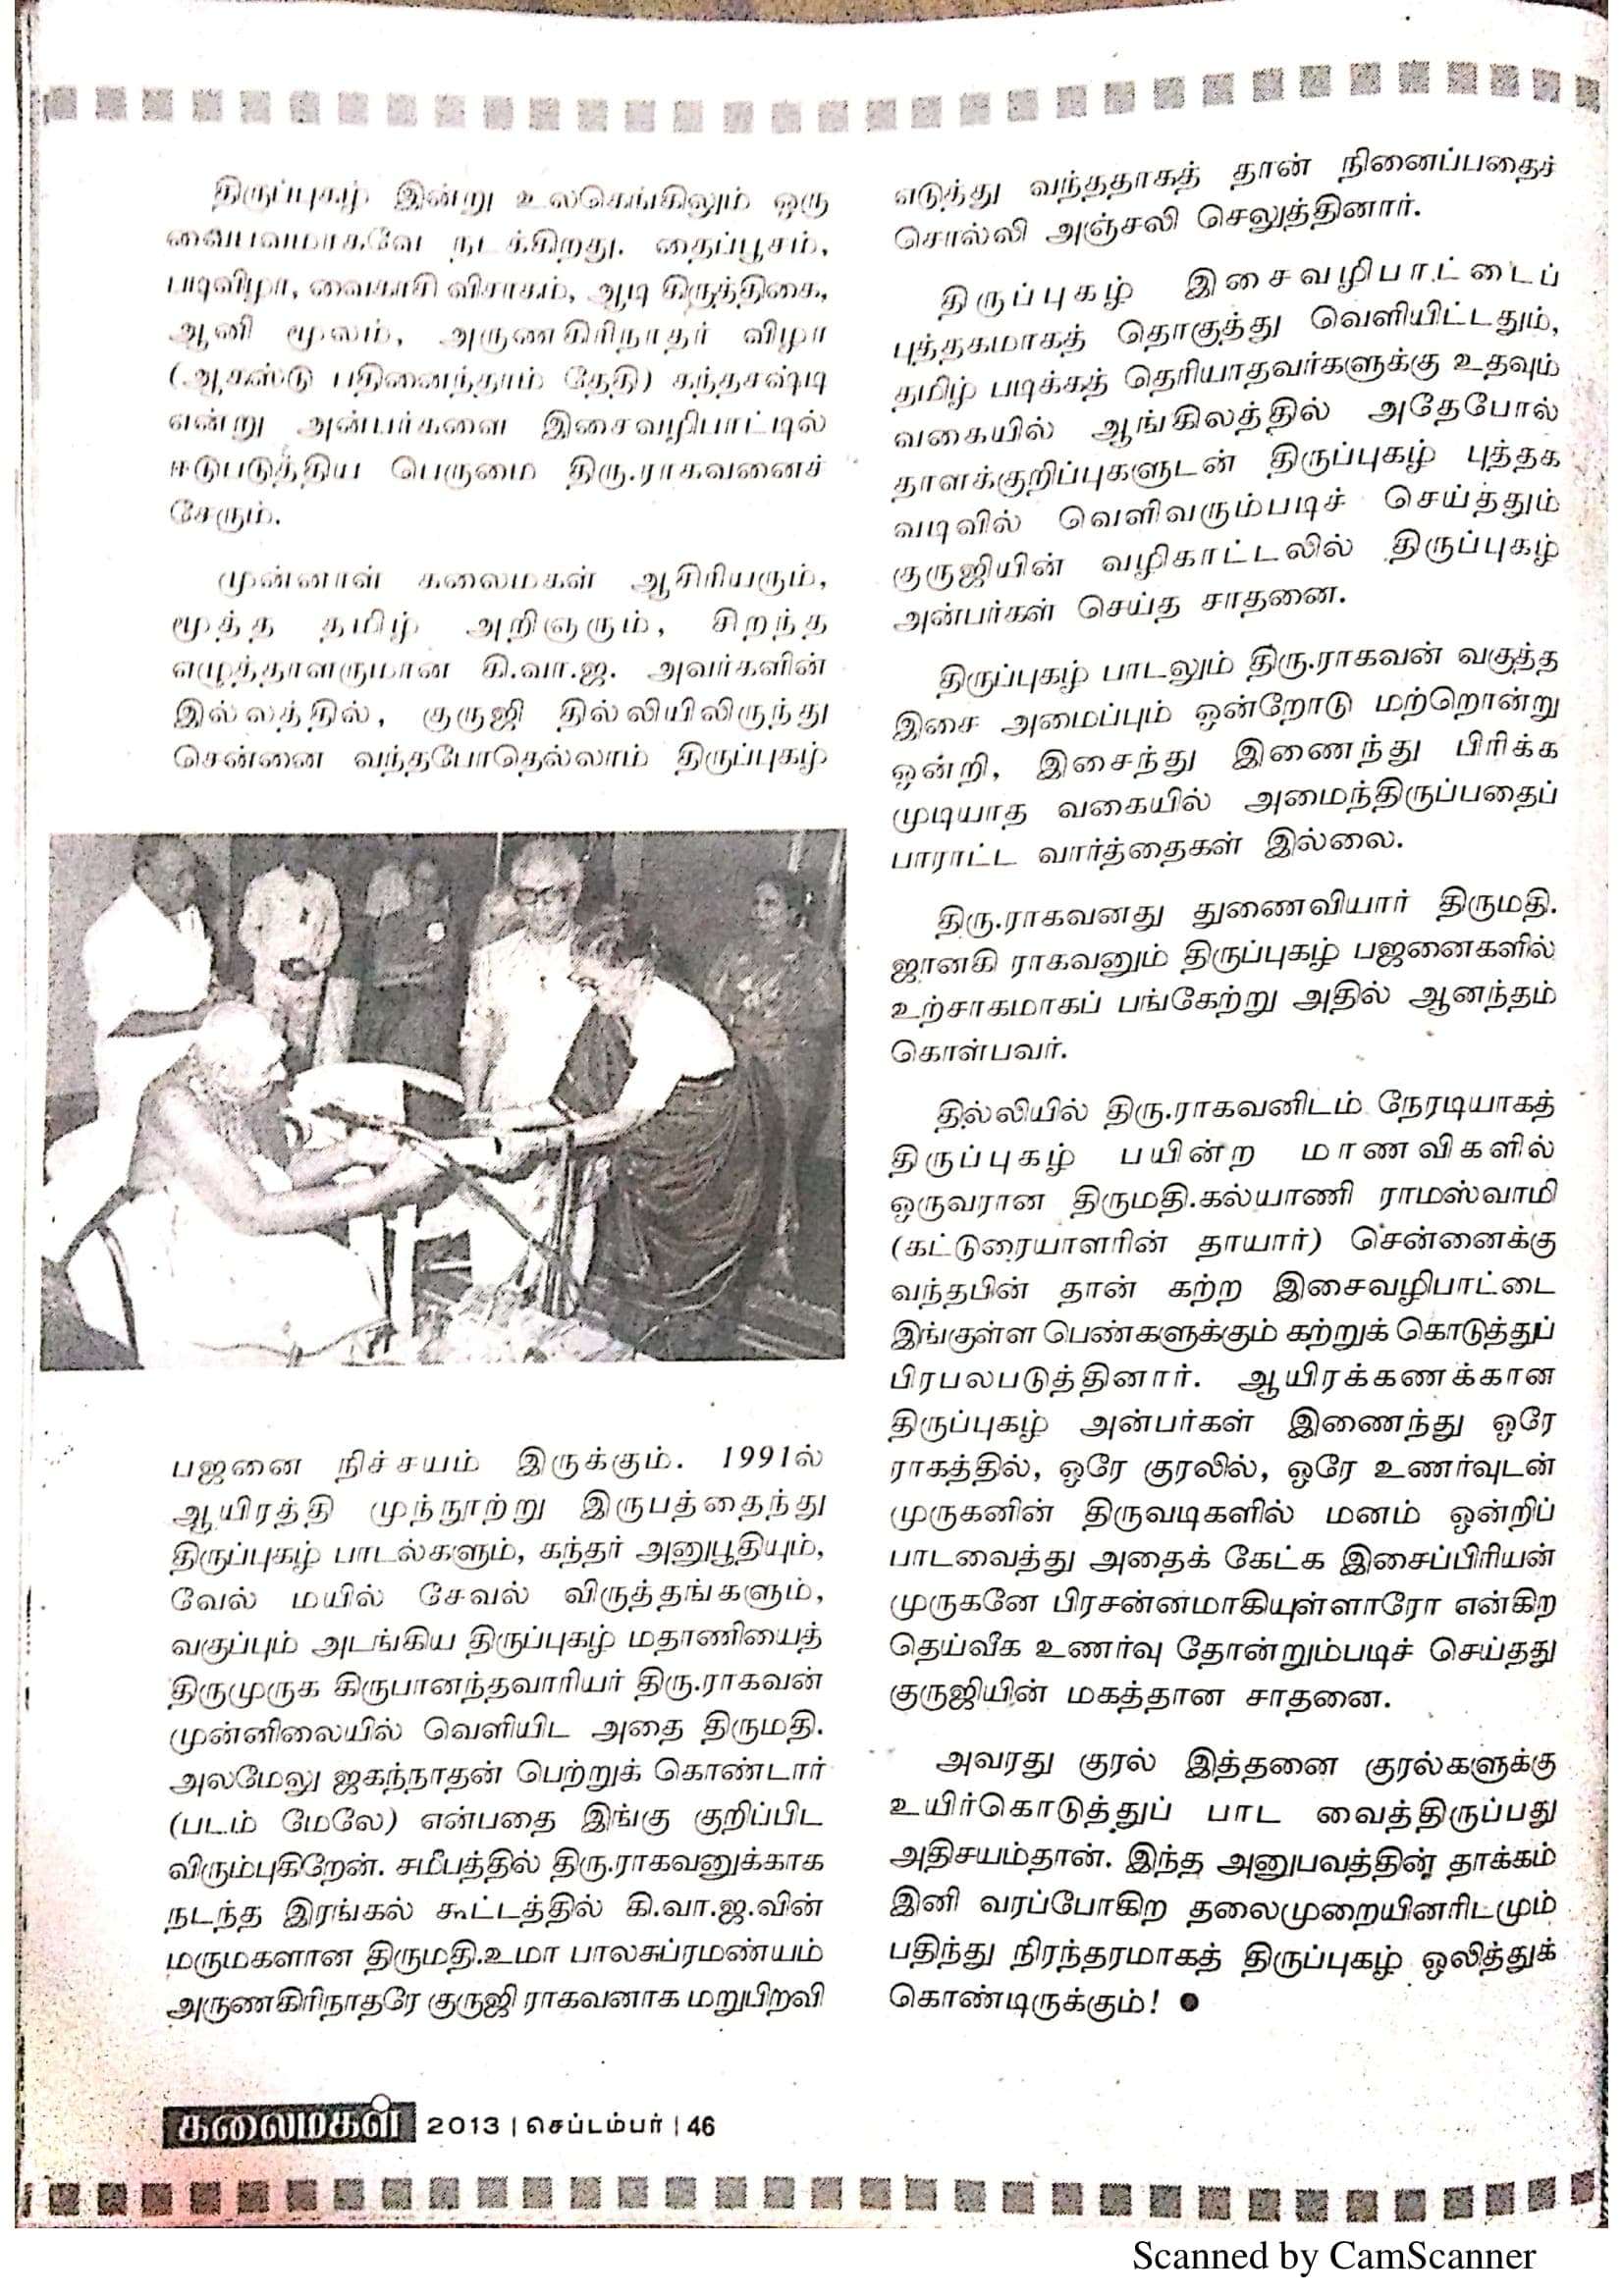 திருப்புகழ் இன்று உலகெங்கிலும் ஒரு
வைபவமாகவே நடக்கிறது. தைப்பூசம்,
படிவிழா, வைகாசி விசாகம், ஆடி கிருத்திகை,
ஆனி மூலம், அருணகிரிநாதர் விழா
(ஆகஸ்டு பதினைந்தாம் தேதி) கந்தசஷ்டி
என்று அன்பர்களை இசைவழிபாட்டில்
ஈடுபடுத்திய பெருமை திரு.ராகவனைச்
சேரும்.
முன்னாள் கலைமகள் ஆசிரியரும்,
மூத்த தமிழ் அறிஞரும், சிறந்த
எழுத்தாளருமான கி.வா.ஜ. அவர்களின்
இல்லத்தில், குருஜி தில்லியிலிருந்து
சென்னை வந்தபோதெல்லாம் திருப்புகழ்
பஜனை நிச்சயம் இருக்கும். 1991ல்
ஆயிரத்தி முந்நூற்று இருபத்தைந்து
திருப்புகழ் பாடல்களும், கந்தர் அனுபூதியும்,
வேல் மயில் சேவல் விருத்தங்களும்,
வகுப்பும் அடங்கிய திருப்புகழ் மதாணியைத்
திருமுருக கிருபானந்தவாரியர் திரு.ராகவன்
முன்னிலையில் வெளியிட அதை திருமதி.
அலமேலு ஜகந்நாதன் பெற்றுக் கொண்டார்
(படம் மேலே) என்பதை இங்கு குறிப்பிட
விரும்புகிறேன். சமீபத்தில் திரு.ராகவனுக்காக
நடந்த இரங்கல் கூட்டத்தில் கி.வா.ஜ.வின்
மருமகளான திருமதி.உமா பாலசுப்ரமண்யம்
அருணகிரிநாதரே குருஜி ராகவனாக மறுபிறவி
எடுத்து வந்ததாகத் தான் நினைப்பதைச்
சொல்லி அஞ்சலி செலுத்தினார்.
திருப்புகழ் இசைவழிபாட்டைப்
புத்தகமாகத் தொகுத்து வெளியிட்டதும்,
தமிழ் படிக்கத் தெரியாதவர்களுக்கு உதவும்
வகையில் ஆங்கிலத்தில் அதேபோல்
தாளக்குறிப்புகளுடன் திருப்புகழ் புத்தக
வடிவில் வெளிவரும்படிச் செய்த்தும்
குருஜியின் வழிகாட்டலில் திருப்புகழ்
அன்பர்கள் செய்த சாதனை.
திருப்புகழ் பாடலும் திரு.ராகவன் வகுத்த
இசை அமைப்பும் ஒன்றோடு மற்றொன்று
ஒன்றி, இசைந்து இணைந்து பிரிக்க
முடியாத வகையில் அமைந்திருப்பதைப்
பாராட்ட வார்த்தைகள் இல்லை.
திரு.ராகவனது துணைவியார் திருமதி.
ஜானகி ராகவனும் திருப்புகழ் பஜனைகளில்
உற்சாகமாகப் பங்கேற்று அதில் ஆனந்தம்
கொள்பவர்.
தில்லியில் திரு.ராகவனிடம் நேரடியாகத்
திருப்புகழ் பயின்ற மாணவிகளில்
ஒருவரான திருமதி.கல்யாணி ராமஸ்வாமி
(கட்டுரையாளரின் தாயார்) சென்னைக்கு
வந்தபின் தான் கற்ற இசைவழிபாட்டை
இங்குள்ள பெண்களுக்கும் கற்றுக் கொடுத்துப்
பிரபலபடுத்தினார். ஆயிரக்கணக்கான
திருப்புகழ் அன்பர்கள் இணைந்து ஒரே
ராகத்தில், ஒரே குரலில், ஒரே உணர்வுடன்
முருகனின் திருவடிகளில் மனம் ஒன்றிப்
பாடவைத்து அதைக் கேட்க இசைப்பிரியன்
முருகனே பிரசன்னமாகியுள்ளாரோ என்கிற
தெய்வீக உணர்வு தோன்றும்படிச் செய்தது
குருஜியின் மகத்தான சாதனை.
அவரது குரல் இத்தனை குரல்களுக்கு
உயிர்கொடுத்துப் பாட வைத்திருப்பது
அதிசயம்தான். இந்த அனுபவத்தின் தாக்கம்
இனி வரப்போகிற தலைமுறையினரிடமும்
பதிந்து நிரந்தரமாகத் திருப்புகழ் ஒலித்துக்
கொண்டிருக்கும்! ●
கலைமகள் 2013 | செப்டம்பர் | 46
Scanned by CamScanner